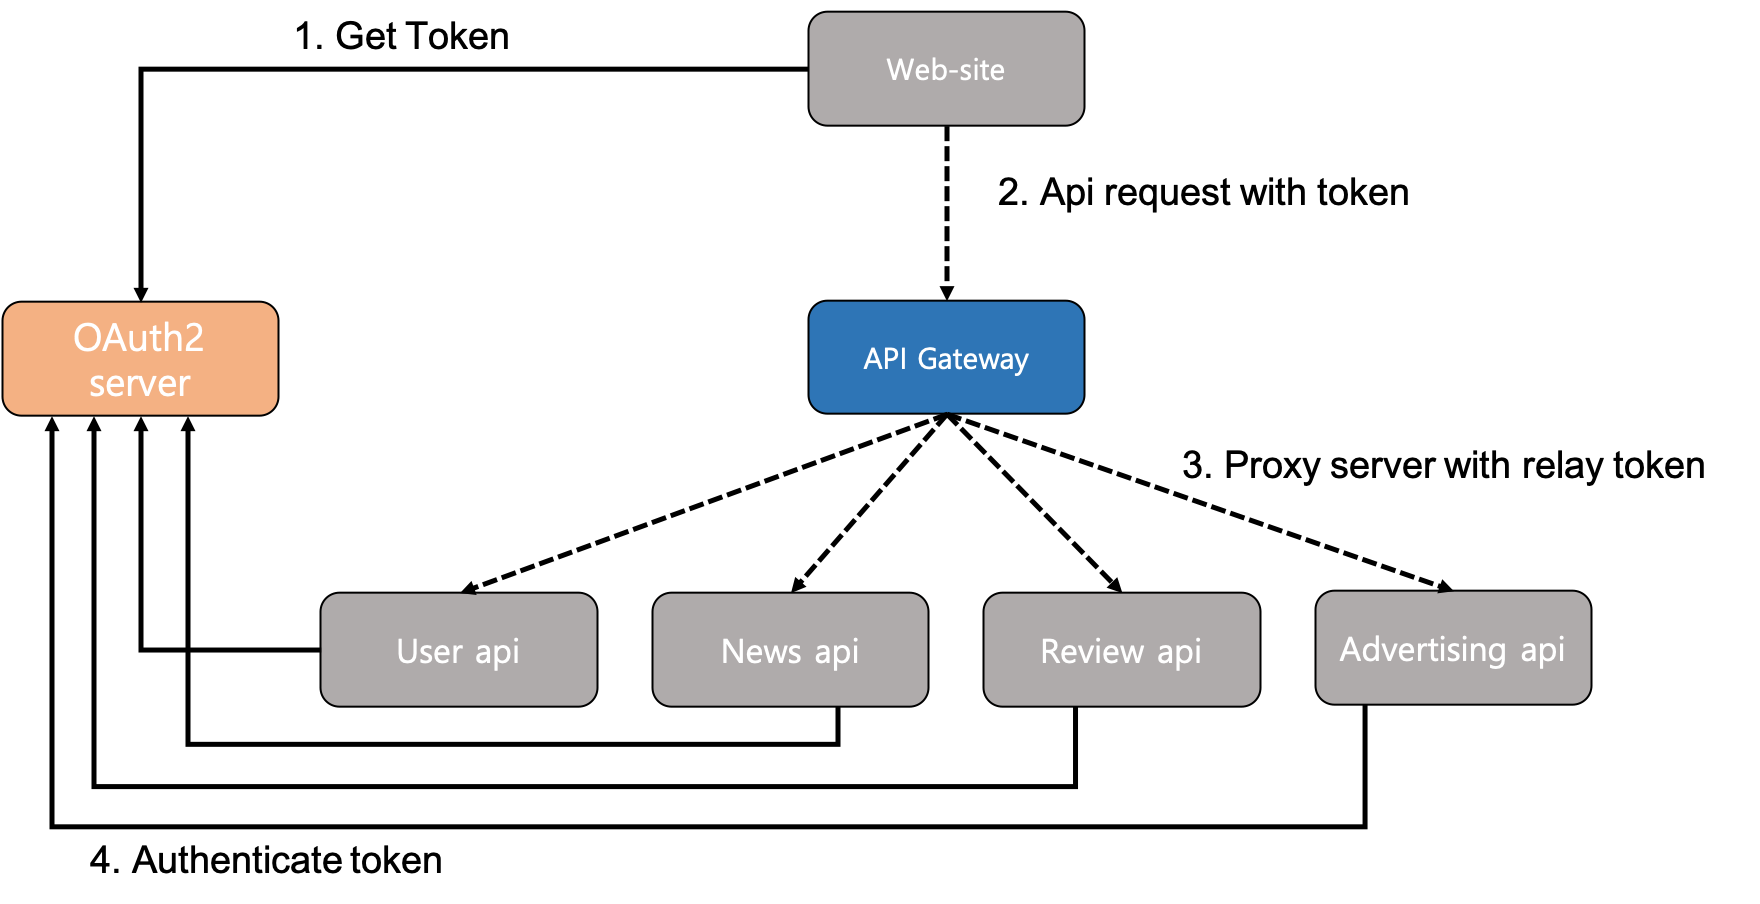 1. Get Token
Web-site
2. Api request with token
OAuth2
server
API Gateway
3. Proxy server with relay token
User api
News api
Review api
Advertising api
4. Authenticate token